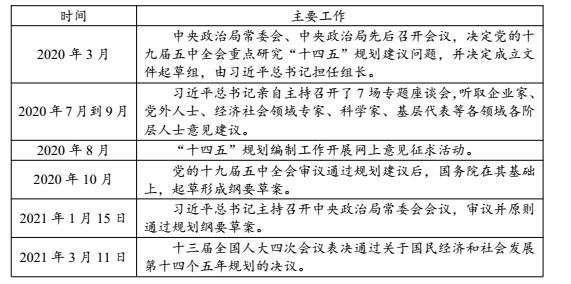 时间 主要工作
2020 年 3 月
中央政治局常委会、中央政治局先后召开会议，决定党的十
九届五中全会重点研究“十四五”规划建议问题，并决定成立文
件起草组，由习近平总书记担任组长。
2020 年 7 月到 9 月
习近平总书记亲自主持召开了 7 场专题座谈会，听取企业家、
党外人士、经济社会领域专家、科学家、基层代表等各领域各阶
层人士意见建议。
2020 年 8 月
“十四五”规划编制工作开展网上意见征求活动。
2020 年 10 月
党的十九届五中全会审议通过规划建议后，国务院在其基础
上，起草形成纲要草案。
2021 年 1 月 15 日
习近平总书记主持召开中央政治局常委会会议，审议并原则
通过规划纲要草案。
2021 年 3 月 11 日
十三届全国人大四次会议表决通过关于国民经济和社会发展
第十四个五年规划的决议。